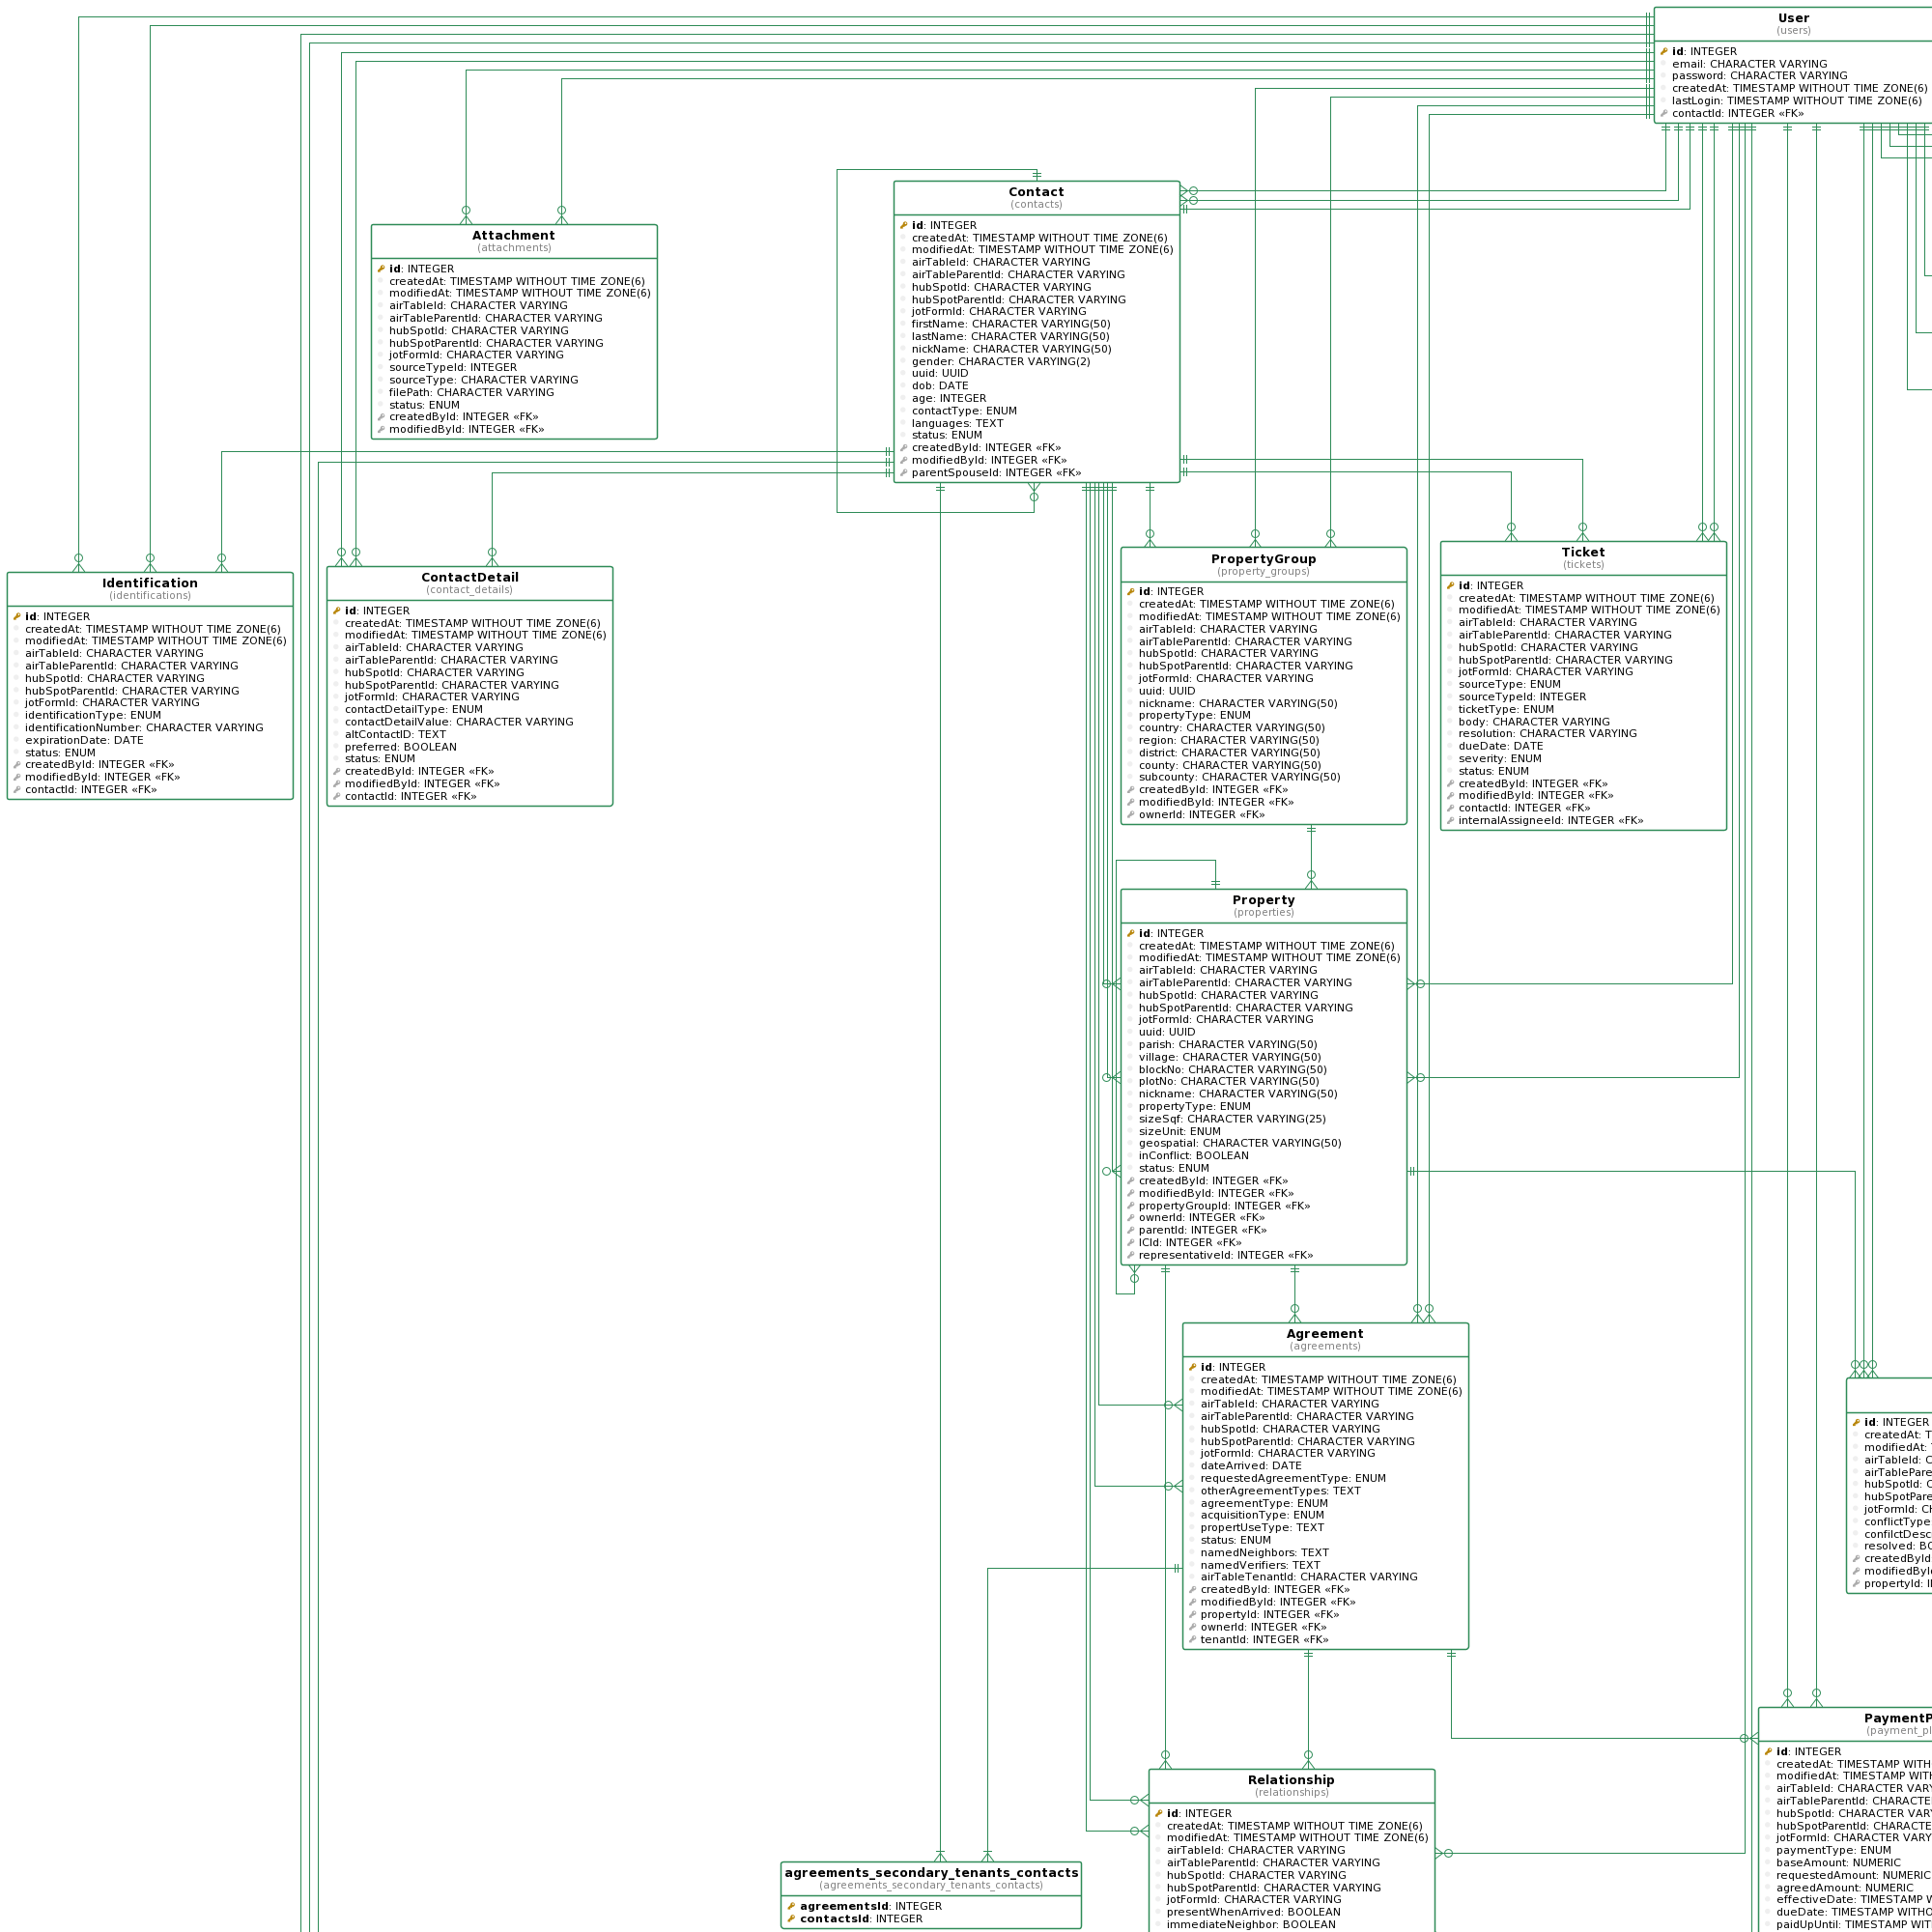 User
(users)
id: INTEGER
email: CHARACTER VARYING
password: CHARACTER VARYING
createdAt: TIMESTAMP WITHOUT TIME ZONE(6)
lastLogin: TIMESTAMP WITHOUT TIME ZONE(6)
contactId: INTEGER «FK»
Contact
(contacts)
id: INTEGER
createdAt: TIMESTAMP WITHOUT TIME ZONE(6)
modifiedAt: TIMESTAMP WITHOUT TIME ZONE(6)
airTableId: CHARACTER VARYING
airTableParentId: CHARACTER VARYING
hubSpotId: CHARACTER VARYING
hubSpotParentId: CHARACTER VARYING
jotFormId: CHARACTER VARYING
firstName: CHARACTER VARYING(50)
lastName: CHARACTER VARYING(50)
nickName: CHARACTER VARYING(50)
gender: CHARACTER VARYING(2)
uuid: UUID
dob: DATE
age: INTEGER
contactType: ENUM
languages: TEXT
status: ENUM
createdById: INTEGER «FK»
modifiedById: INTEGER «FK»
parentSpouseId: INTEGER «FK»
Attachment
(attachments)
id: INTEGER
createdAt: TIMESTAMP WITHOUT TIME ZONE(6)
modifiedAt: TIMESTAMP WITHOUT TIME ZONE(6)
airTableId: CHARACTER VARYING
airTableParentId: CHARACTER VARYING
hubSpotId: CHARACTER VARYING
hubSpotParentId: CHARACTER VARYING
jotFormId: CHARACTER VARYING
sourceTypeId: INTEGER
sourceType: CHARACTER VARYING
filePath: CHARACTER VARYING
status: ENUM
createdById: INTEGER «FK»
modifiedById: INTEGER «FK»
Identification
(identifications)
id: INTEGER
createdAt: TIMESTAMP WITHOUT TIME ZONE(6)
modifiedAt: TIMESTAMP WITHOUT TIME ZONE(6)
airTableId: CHARACTER VARYING
airTableParentId: CHARACTER VARYING
hubSpotId: CHARACTER VARYING
hubSpotParentId: CHARACTER VARYING
jotFormId: CHARACTER VARYING
identificationType: ENUM
identificationNumber: CHARACTER VARYING
expirationDate: DATE
status: ENUM
createdById: INTEGER «FK»
modifiedById: INTEGER «FK»
contactId: INTEGER «FK»
ContactDetail
(contact_details)
id: INTEGER
createdAt: TIMESTAMP WITHOUT TIME ZONE(6)
modifiedAt: TIMESTAMP WITHOUT TIME ZONE(6)
airTableId: CHARACTER VARYING
airTableParentId: CHARACTER VARYING
hubSpotId: CHARACTER VARYING
hubSpotParentId: CHARACTER VARYING
jotFormId: CHARACTER VARYING
contactDetailType: ENUM
contactDetailValue: CHARACTER VARYING
altContactID: TEXT
preferred: BOOLEAN
status: ENUM
createdById: INTEGER «FK»
modifiedById: INTEGER «FK»
contactId: INTEGER «FK»
PropertyGroup
(property_groups)
id: INTEGER
createdAt: TIMESTAMP WITHOUT TIME ZONE(6)
modifiedAt: TIMESTAMP WITHOUT TIME ZONE(6)
airTableId: CHARACTER VARYING
airTableParentId: CHARACTER VARYING
hubSpotId: CHARACTER VARYING
hubSpotParentId: CHARACTER VARYING
jotFormId: CHARACTER VARYING
uuid: UUID
nickname: CHARACTER VARYING(50)
propertyType: ENUM
country: CHARACTER VARYING(50)
region: CHARACTER VARYING(50)
district: CHARACTER VARYING(50)
county: CHARACTER VARYING(50)
subcounty: CHARACTER VARYING(50)
createdById: INTEGER «FK»
modifiedById: INTEGER «FK»
ownerId: INTEGER «FK»
Ticket
(tickets)
id: INTEGER
createdAt: TIMESTAMP WITHOUT TIME ZONE(6)
modifiedAt: TIMESTAMP WITHOUT TIME ZONE(6)
airTableId: CHARACTER VARYING
airTableParentId: CHARACTER VARYING
hubSpotId: CHARACTER VARYING
hubSpotParentId: CHARACTER VARYING
jotFormId: CHARACTER VARYING
sourceType: ENUM
sourceTypeId: INTEGER
ticketType: ENUM
body: CHARACTER VARYING
resolution: CHARACTER VARYING
dueDate: DATE
severity: ENUM
status: ENUM
createdById: INTEGER «FK»
modifiedById: INTEGER «FK»
contactId: INTEGER «FK»
internalAssigneeId: INTEGER «FK»
Property
(properties)
id: INTEGER
createdAt: TIMESTAMP WITHOUT TIME ZONE(6)
modifiedAt: TIMESTAMP WITHOUT TIME ZONE(6)
airTableId: CHARACTER VARYING
airTableParentId: CHARACTER VARYING
hubSpotId: CHARACTER VARYING
hubSpotParentId: CHARACTER VARYING
jotFormId: CHARACTER VARYING
uuid: UUID
parish: CHARACTER VARYING(50)
village: CHARACTER VARYING(50)
blockNo: CHARACTER VARYING(50)
plotNo: CHARACTER VARYING(50)
nickname: CHARACTER VARYING(50)
propertyType: ENUM
sizeSqf: CHARACTER VARYING(25)
sizeUnit: ENUM
geospatial: CHARACTER VARYING(50)
inConflict: BOOLEAN
status: ENUM
createdById: INTEGER «FK»
modifiedById: INTEGER «FK»
propertyGroupId: INTEGER «FK»
ownerId: INTEGER «FK»
parentId: INTEGER «FK»
ICId: INTEGER «FK»
representativeId: INTEGER «FK»
Agreement
(agreements)
id: INTEGER
createdAt: TIMESTAMP WITHOUT TIME ZONE(6)
modifiedAt: TIMESTAMP WITHOUT TIME ZONE(6)
airTableId: CHARACTER VARYING
airTableParentId: CHARACTER VARYING
hubSpotId: CHARACTER VARYING
hubSpotParentId: CHARACTER VARYING
jotFormId: CHARACTER VARYING
dateArrived: DATE
requestedAgreementType: ENUM
otherAgreementTypes: TEXT
agreementType: ENUM
acquisitionType: ENUM
propertUseType: TEXT
status: ENUM
namedNeighbors: TEXT
namedVerifiers: TEXT
airTableTenantId: CHARACTER VARYING
createdById: INTEGER «FK»
modifiedById: INTEGER «FK»
propertyId: INTEGER «FK»
ownerId: INTEGER «FK»
tenantId: INTEGER «FK»
id: INTEGER
createdAt: T
modifiedAt:
airTableId: C
airTablePare
hubSpotId: C
hubSpotPare
jotFormId: CH
conflictType
confilctDesc
resolved: BO
createdById
modifiedById
propertyId: I
PaymentP
(payment_pl
id: INTEGER
createdAt: TIMESTAMP WITH
modifiedAt: TIMESTAMP WIT
airTableId: CHARACTER VARY
airTableParentId: CHARACTE
hubSpotId: CHARACTER VAR
hubSpotParentId: CHARACTE
jotFormId: CHARACTER VARY
paymentType: ENUM
baseAmount: NUMERIC
requestedAmount: NUMERIC
agreedAmount: NUMERIC
effectiveDate: TIMESTAMP W
dueDate: TIMESTAMP WITHO
paidUpUntil: TIMESTAMP WIT
Relationship
(relationships)
id: INTEGER
createdAt: TIMESTAMP WITHOUT TIME ZONE(6)
modifiedAt: TIMESTAMP WITHOUT TIME ZONE(6)
airTableId: CHARACTER VARYING
airTableParentId: CHARACTER VARYING
hubSpotId: CHARACTER VARYING
hubSpotParentId: CHARACTER VARYING
jotFormId: CHARACTER VARYING
presentWhenArrived: BOOLEAN
immediateNeighbor: BOOLEAN
agreements_secondary_tenants_contacts
(agreements_secondary_tenants_contacts)
agreementsId: INTEGER
contactsId: INTEGER